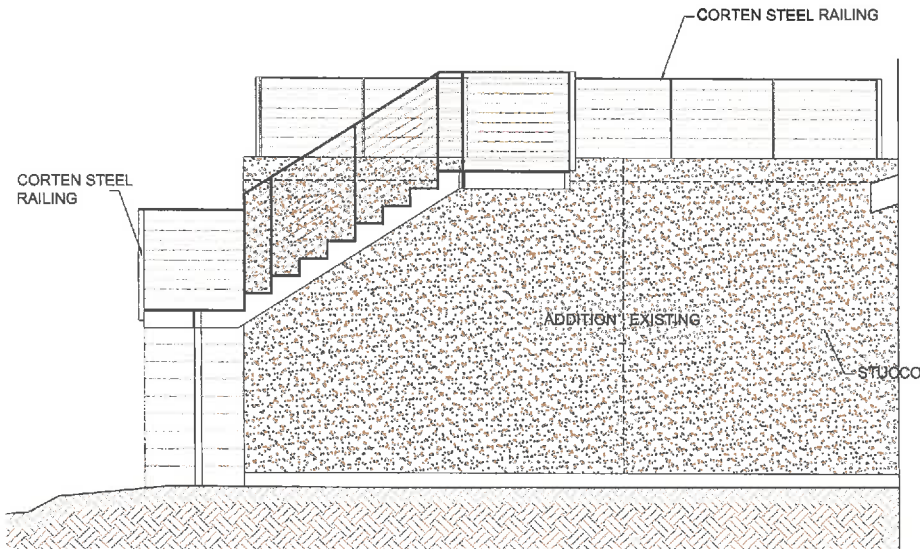 CORTEN STEEL RAILING
CORTEN STEEL
RAILING
ADDITION EXISTING
STUCCO